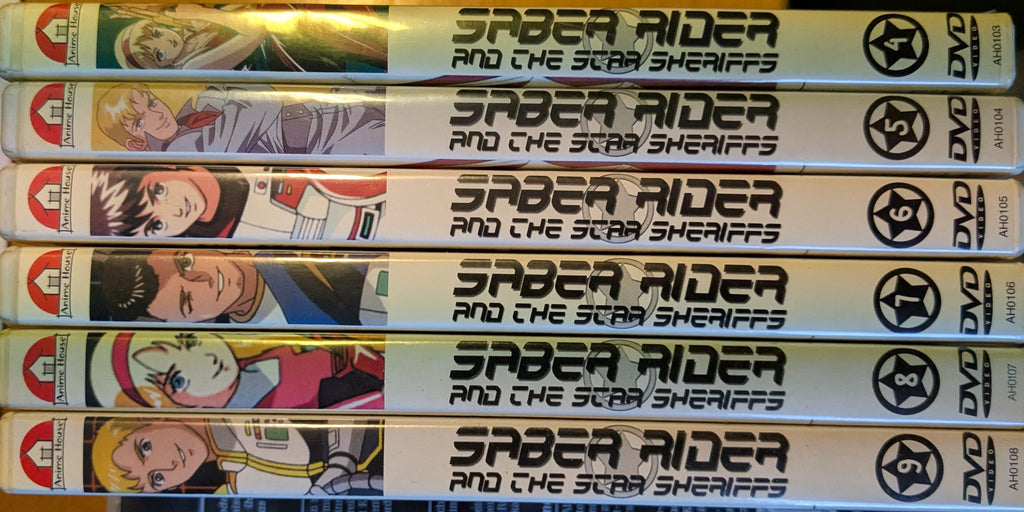 Anime House
SABER RIDER
AND THE STAR SHERIFFS
4
DVD
VIDEO
AH0103
Anime House
SABER RIDER
AND THE STAR SHERIFFS
5
DVD
VIDEO
AH0104
Anime House
SABER RIDER
AND THE STAR SHERIFFS
6
DVD
VIDEO
AH0105
Anime House
SABER RIDER
AND THE STAR SHERIFFS
7
DVD
VIDEO
AH0106
Anime House
SABER RIDER
AND THE STAR SHERIFFS
8
DVD
VIDEO
AH0107
Anime House
SABER RIDER
AND THE STAR SHERIFFS
9
DVD
VIDEO
AH0108